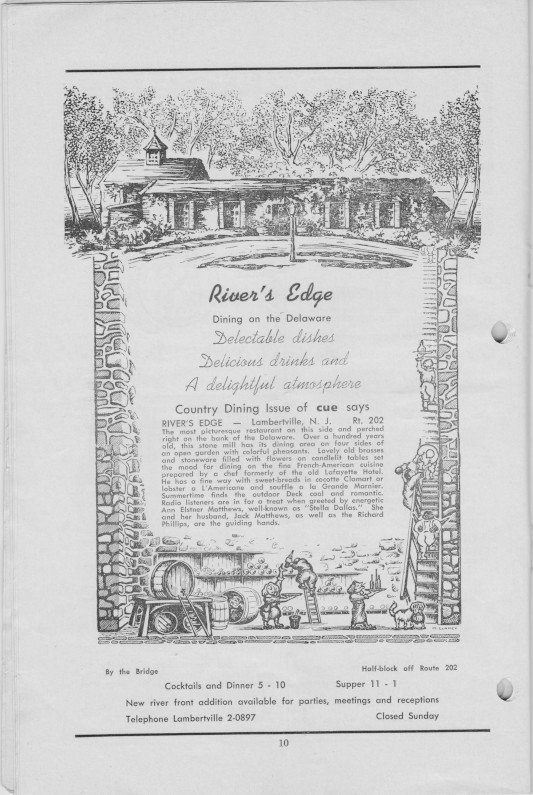 River's Edge
Dining on the Delaware
Delectable dishes
Delicious drinks and
A delightful atmosphere
Country Dining Issue of cue says
RIVER'S EDGE — Lambertville, N. J. Rt. 202
The most picturesque restaurant on this side and perched
right on the bank of the Delaware. Over a hundred years
old, this stone mill has its dining area on four sides of
an open garden with colorful pheasants. Lovely old brasses
and stoneware filled with flowers on candlelit tables set
the mood for dining on the fine French-American cuisine
prepared by a chef formerly of the old Lafayette Hotel.
He has a fine way with sweet-breads in cocotte Clamart or
lobster a L'Americane and souffle a la Grande Marnier.
Summertime finds the outdoor Deck cool and romantic.
Radio listeners are in for a treat when greeted by energetic
Ann Elstner Matthews, well-known as "Stella Dallas." She
and her husband, Jack Matthews, as well as the Richard
Phillips, are the guiding hands.
By the Bridge
Half-block off Route 202
Cocktails and Dinner 5 - 10 Supper 11 - 1
New river front addition available for parties, meetings and receptions
Telephone Lambertville 2-0897 Closed Sunday
10